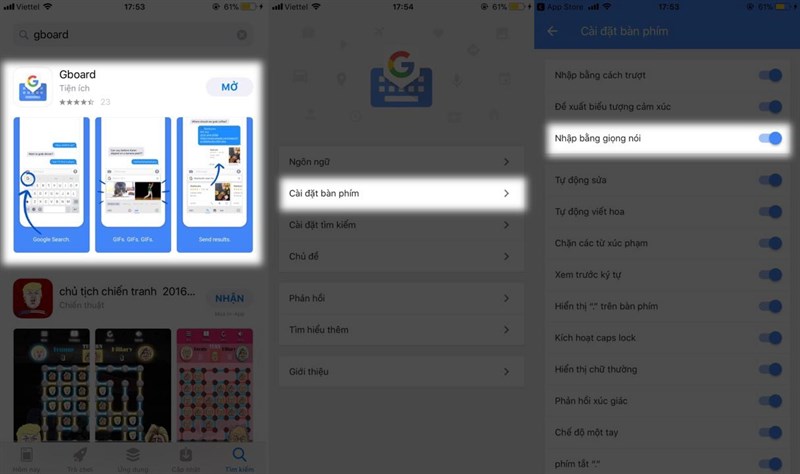 Viettel
17:53
61%
gboard
Gboard
Tiện ích
MỞ
23
Google Search.
GIFs. GIFs. GIFs.
Send results.
chủ tịch chiến tranh 2016...
Chiến thuật
NHẬN
Hôm nay
Trò chơi
Ứng dụng
Cập nhật
Tìm kiếm
Viettel
17:54
61%
Ngôn ngữ
Cài đặt bàn phím
Cài đặt tìm kiếm
Chủ đề
Phản hồi
Tìm hiểu thêm
Giới thiệu
App Store
17:53
61%
Cài đặt bàn phím
Nhập bằng cách trượt
Đề xuất biểu tượng cảm xúc
Nhập bằng giọng nói
Tự động sửa
Tự động viết hoa
Chặn các từ xúc phạm
Xem trước ký tự
Hiển thị "." trên bàn phím
Kích hoạt caps lock
Hiển thị chữ thường
Phản hồi xúc giác
Chế độ một tay
phím tắt "."